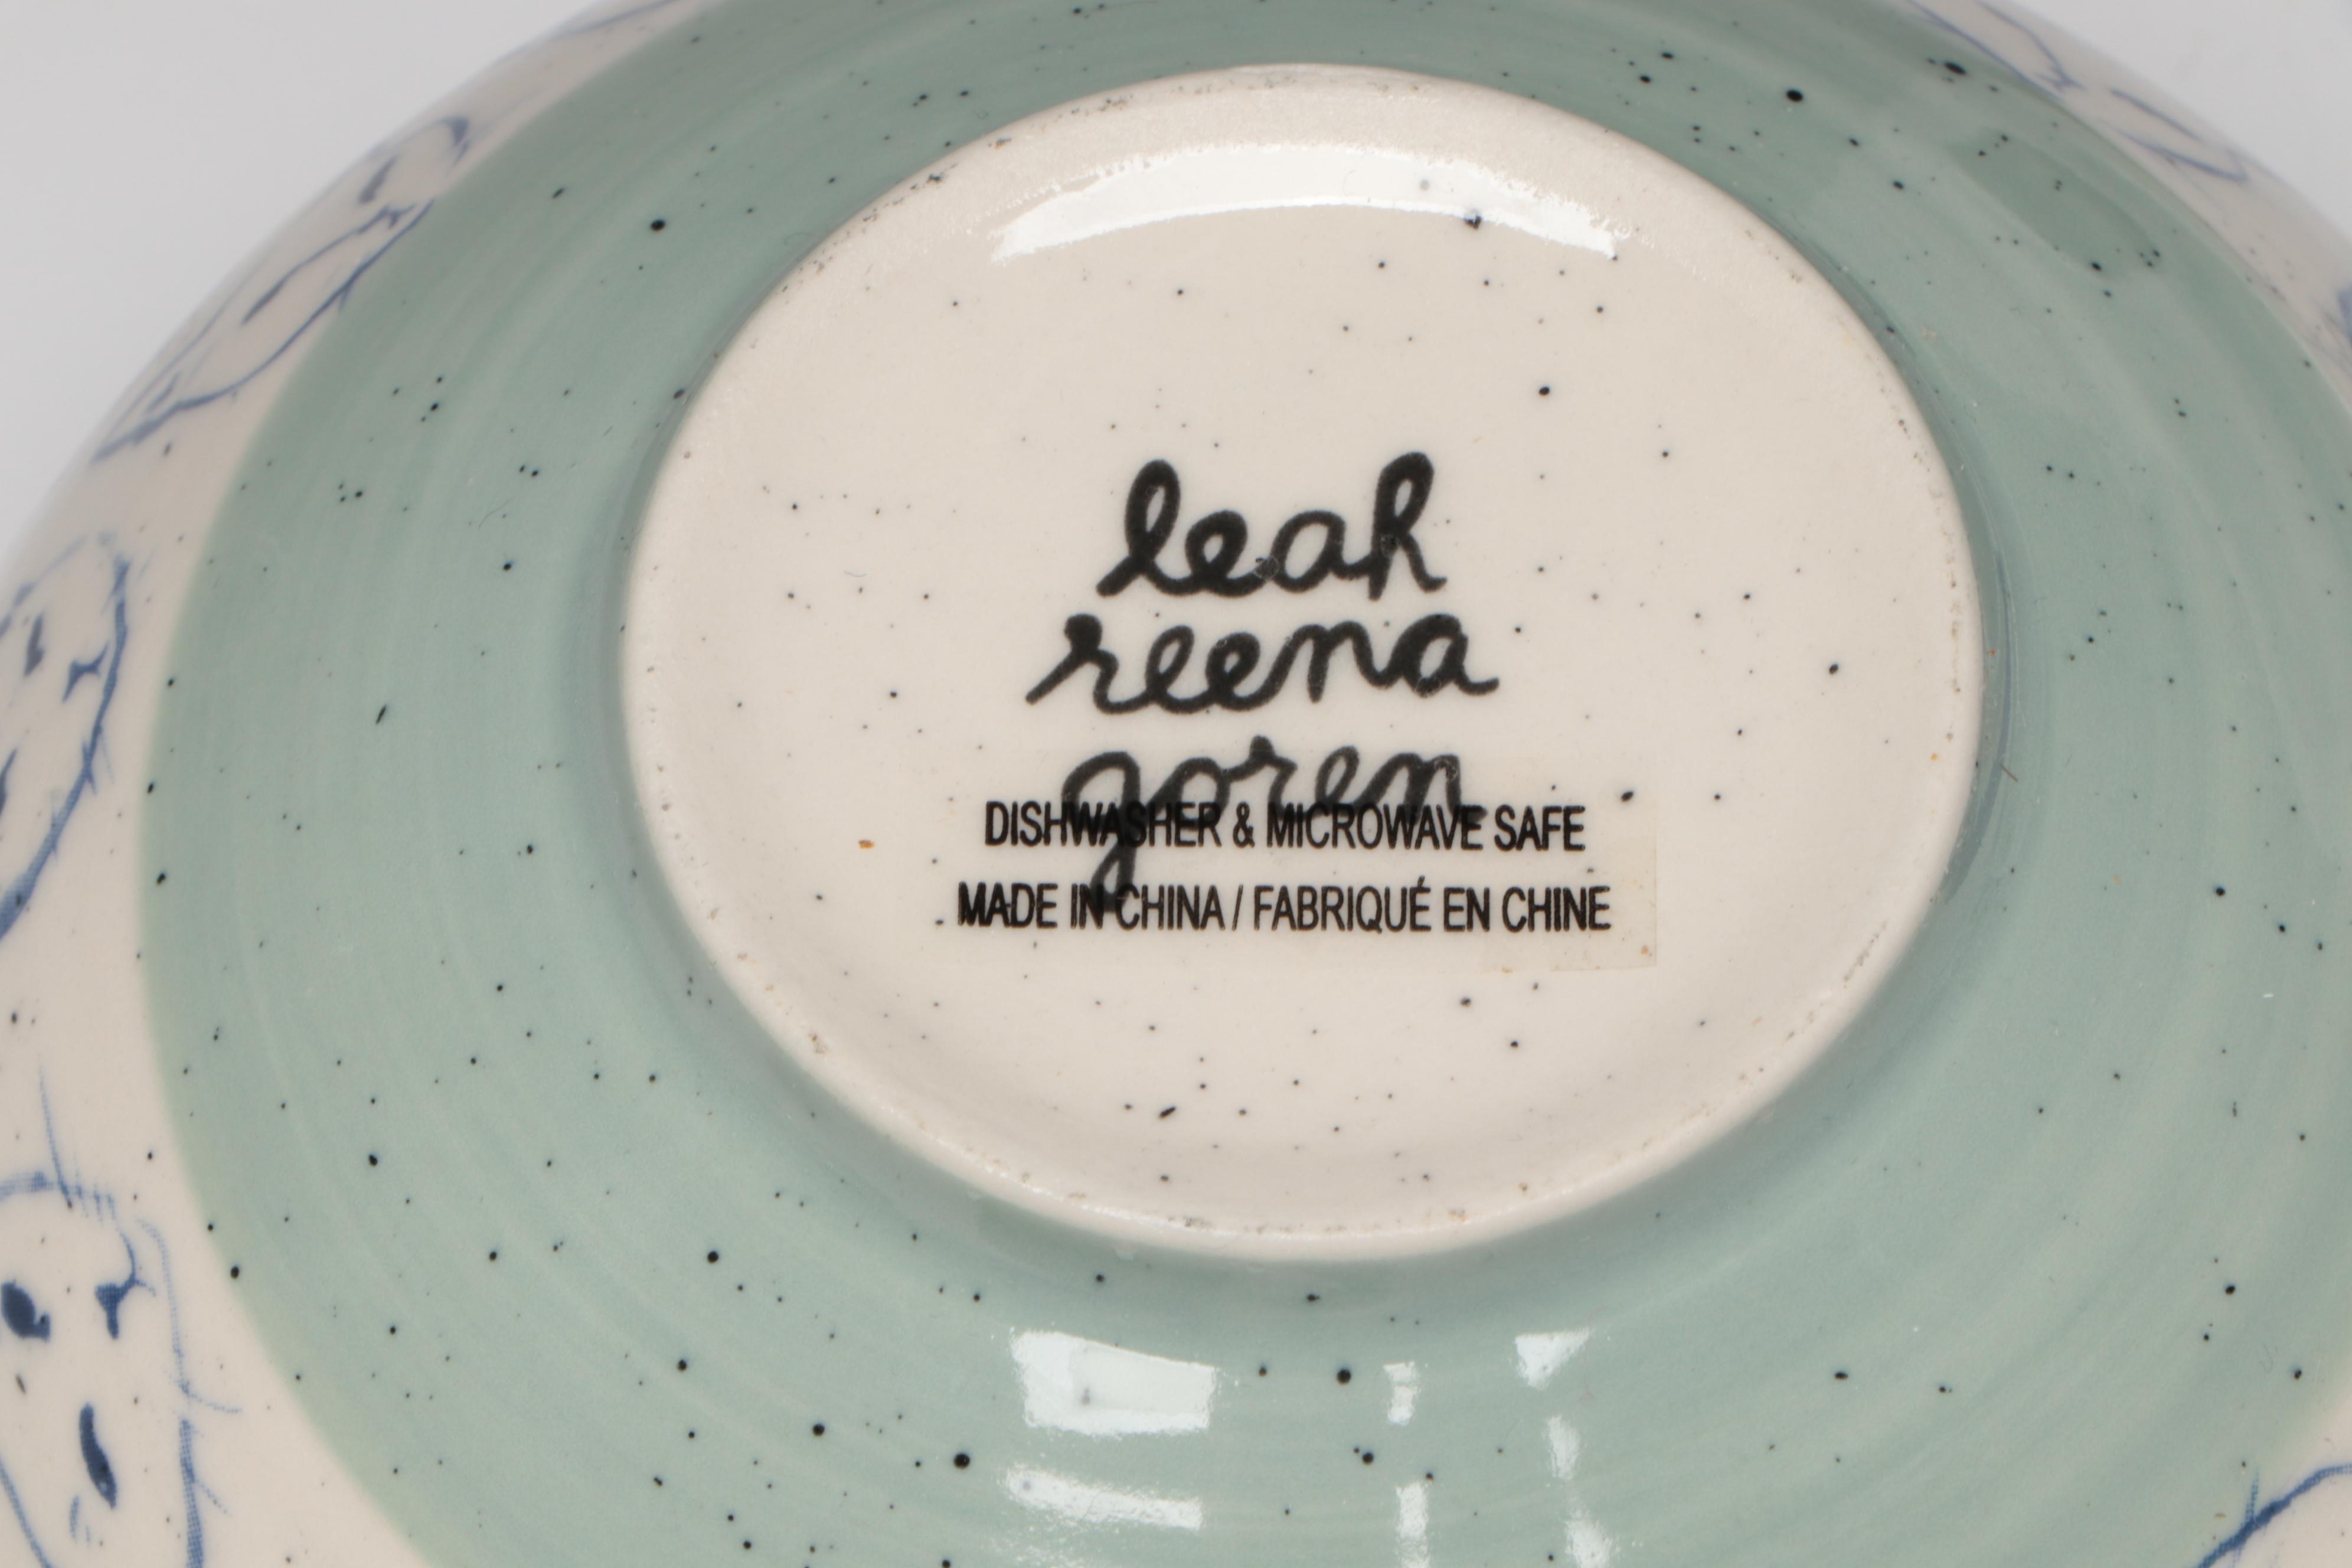 leah
reena
goren
DISHWASHER & MICROWAVE SAFE
MADE IN CHINA / FABRIQUÉ EN CHINE